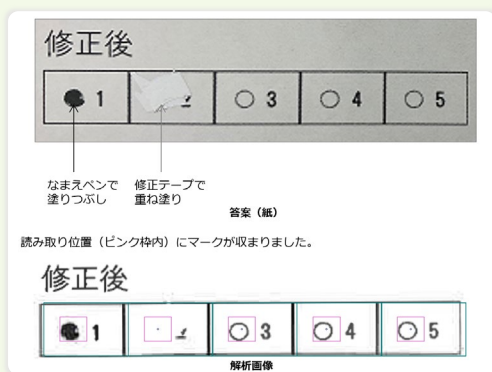 修正後
1 3 4 5
なまえペンで 修正テープで
塗りつぶし 重ね塗り
答案（紙）
読み取り位置（ピンク枠内）にマークが収まりました。
修正後
1 3 4 5
解析画像